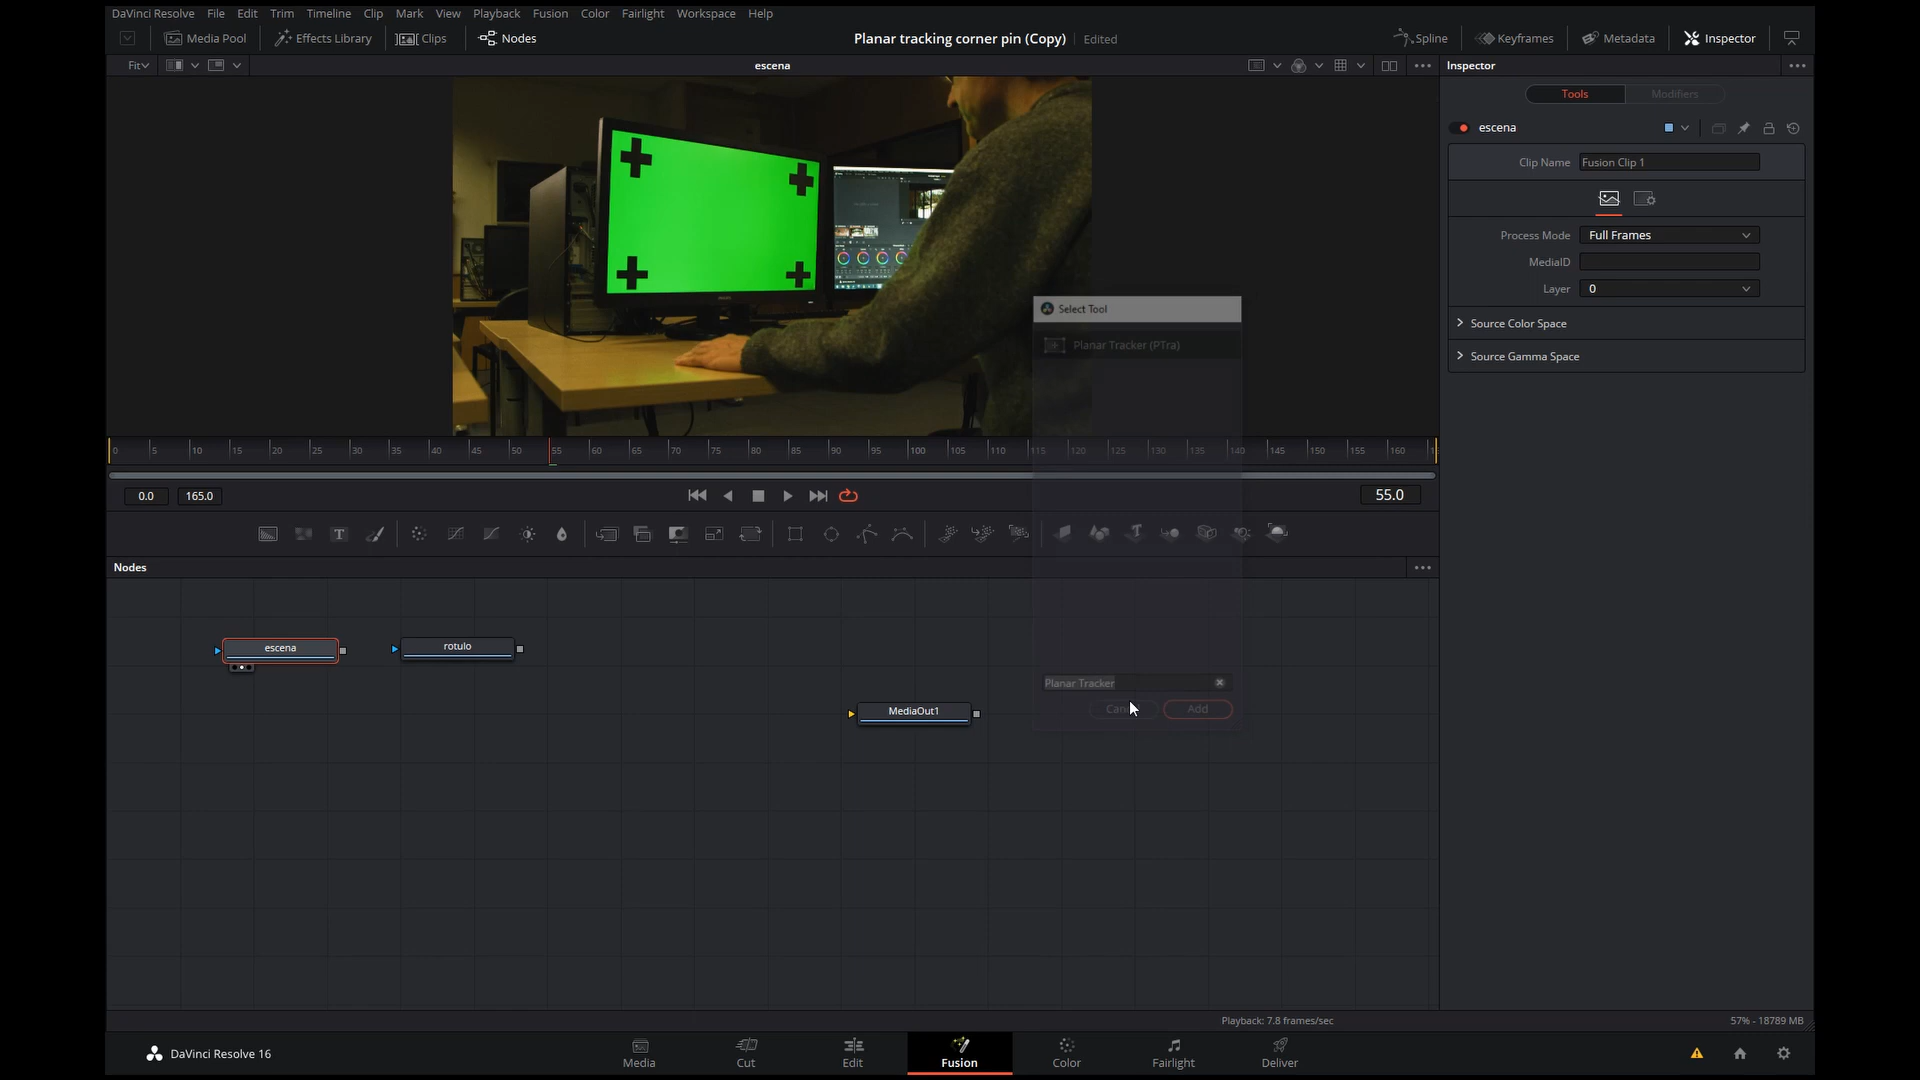 DaVinci Resolve File Edit Trim Timeline Clip Mark View Playback Fusion Color Fairlight Workspace Help
Media Pool Effects Library Clips Nodes Planar tracking corner pin (Copy) Edited Spline Keyframes Metadata Inspector
Fit escena Inspector
Tools Modifiers
escena
Clip Name Fusion Clip 1
Process Mode Full Frames
MediaID
Layer 0
Source Color Space
Source Gamma Space
Select Tool
Planar Tracker (PTra)
0 5 10 15 20 25 30 35 40 45 50 55 60 65 70 75 80 85 90 95 100 105 110 115 120 125 130 135 140 145 150 155 160
0.0 165.0 55.0
Nodes
escena rotulo
Planar Tracker
Add
MediaOut1
Playback: 7.8 frames/sec 57% - 18789 MB
DaVinci Resolve 16 Media Cut Edit Fusion Color Fairlight Deliver